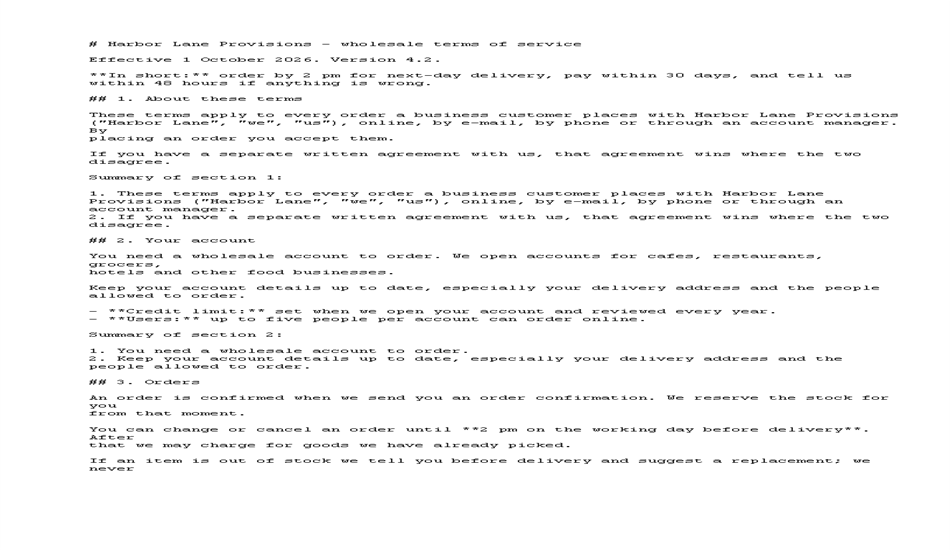 # Harbor Lane Provisions - wholesale terms of service
Effective 1 October 2026. Version 4.2.
**In short:** order by 2 pm for next-day delivery, pay within 30 days, and tell us
within 48 hours if anything is wrong.
## 1. About these terms
These terms apply to every order a business customer places with Harbor Lane Provisions
("Harbor Lane", "we", "us"), online, by e-mail, by phone or through an account manager.
By
placing an order you accept them.
If you have a separate written agreement with us, that agreement wins where the two
disagree.
Summary of section 1:
1. These terms apply to every order a business customer places with Harbor Lane
Provisions ("Harbor Lane", "we", "us"), online, by e-mail, by phone or through an
account manager.
2. If you have a separate written agreement with us, that agreement wins where the two
disagree.
## 2. Your account
You need a wholesale account to order. We open accounts for cafes, restaurants,
grocers,
hotels and other food businesses.
Keep your account details up to date, especially your delivery address and the people
allowed to order.
- **Credit limit:** set when we open your account and reviewed every year.
- **Users:** up to five people per account can order online.
Summary of section 2:
1. You need a wholesale account to order.
2. Keep your account details up to date, especially your delivery address and the
people allowed to order.
## 3. Orders
An order is confirmed when we send you an order confirmation. We reserve the stock for
you
from that moment.
You can change or cancel an order until **2 pm on the working day before delivery**.
After
that we may charge for goods we have already picked.
If an item is out of stock we tell you before delivery and suggest a replacement; we
never